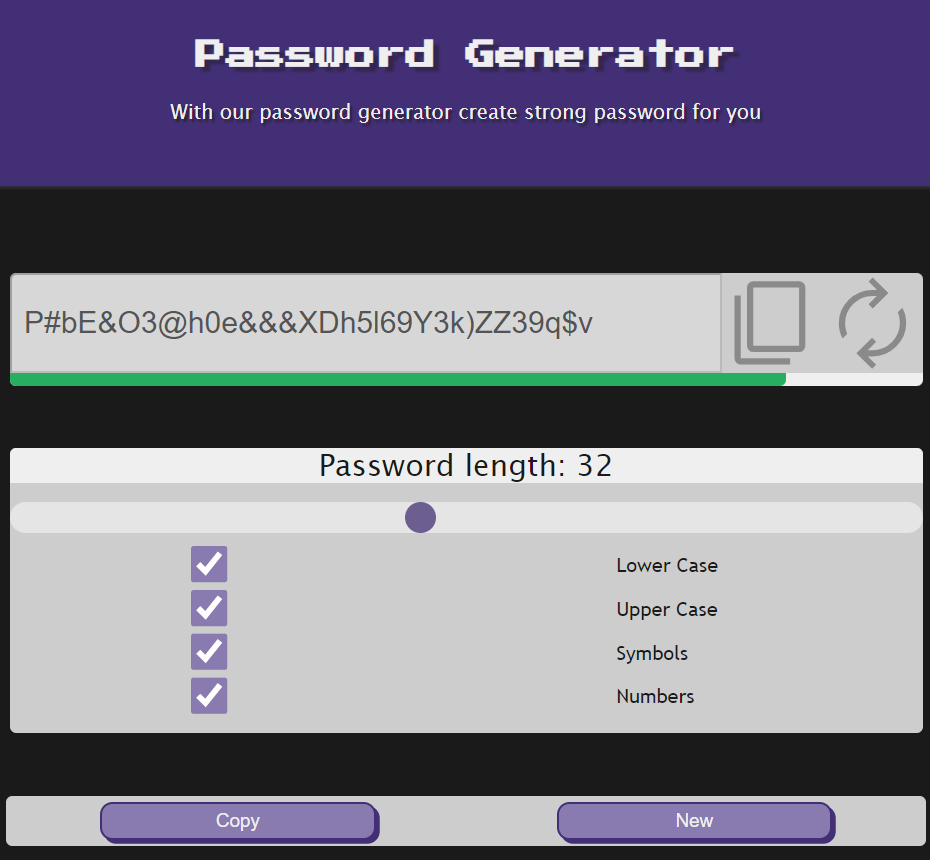 Password Generator
With our password generator create strong password for you
P#bE&O3@h0e&&&XDh5l69Y3k)ZZ39q$v
Password length: 32
Lower Case
Upper Case
Symbols
Numbers
Copy
New